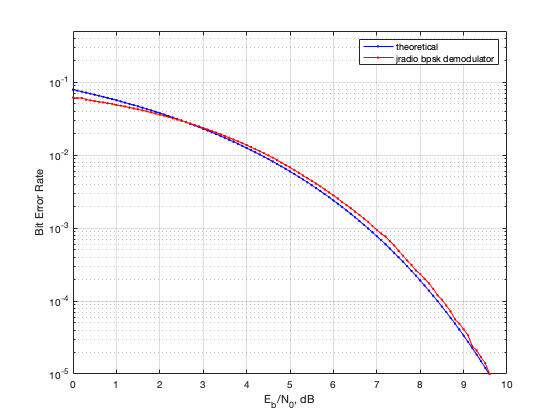 theoretical
jradio bpsk demodulator
10^-1
10^-2
10^-3
10^-4
10^-5
Bit Error Rate
0 1 2 3 4 5 6 7 8 9 10
E_b/N_0, dB